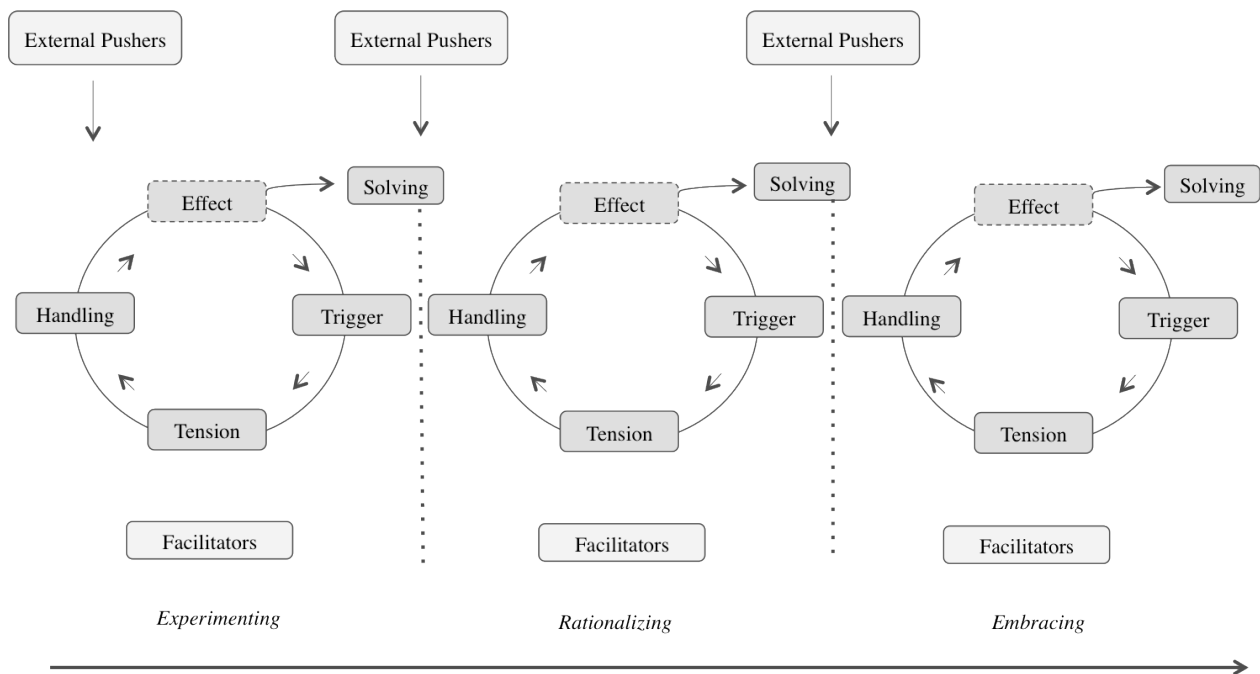 External Pushers
External Pushers
External Pushers
Effect
Solving
Effect
Solving
Effect
Solving
Handling
Trigger
Handling
Trigger
Handling
Trigger
Tension
Tension
Tension
Facilitators
Facilitators
Facilitators
Experimenting
Rationalizing
Embracing